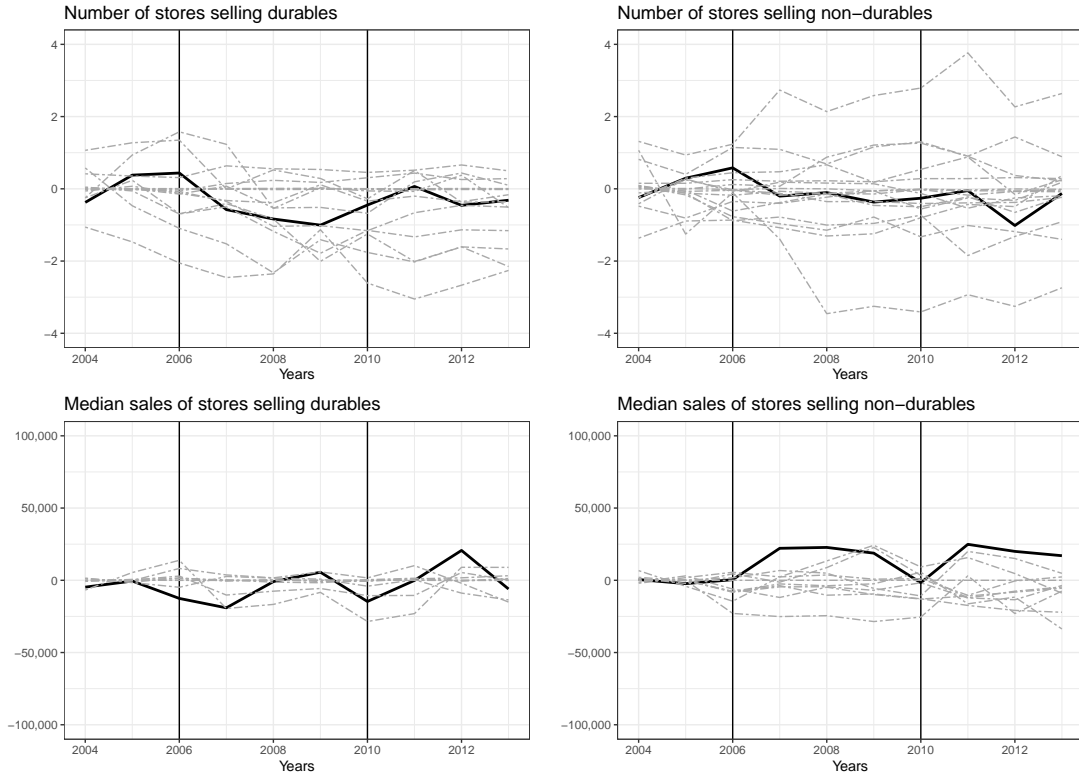 Number of stores selling durables
4
2
0
−2
−4
2004 2006 2008 2010 2012
Years
Number of stores selling non−durables
4
2
0
−2
−4
2004 2006 2008 2010 2012
Years
Median sales of stores selling durables
100,000
50,000
0
−50,000
−100,000
2004 2006 2008 2010 2012
Years
Median sales of stores selling non−durables
100,000
50,000
0
−50,000
−100,000
2004 2006 2008 2010 2012
Years